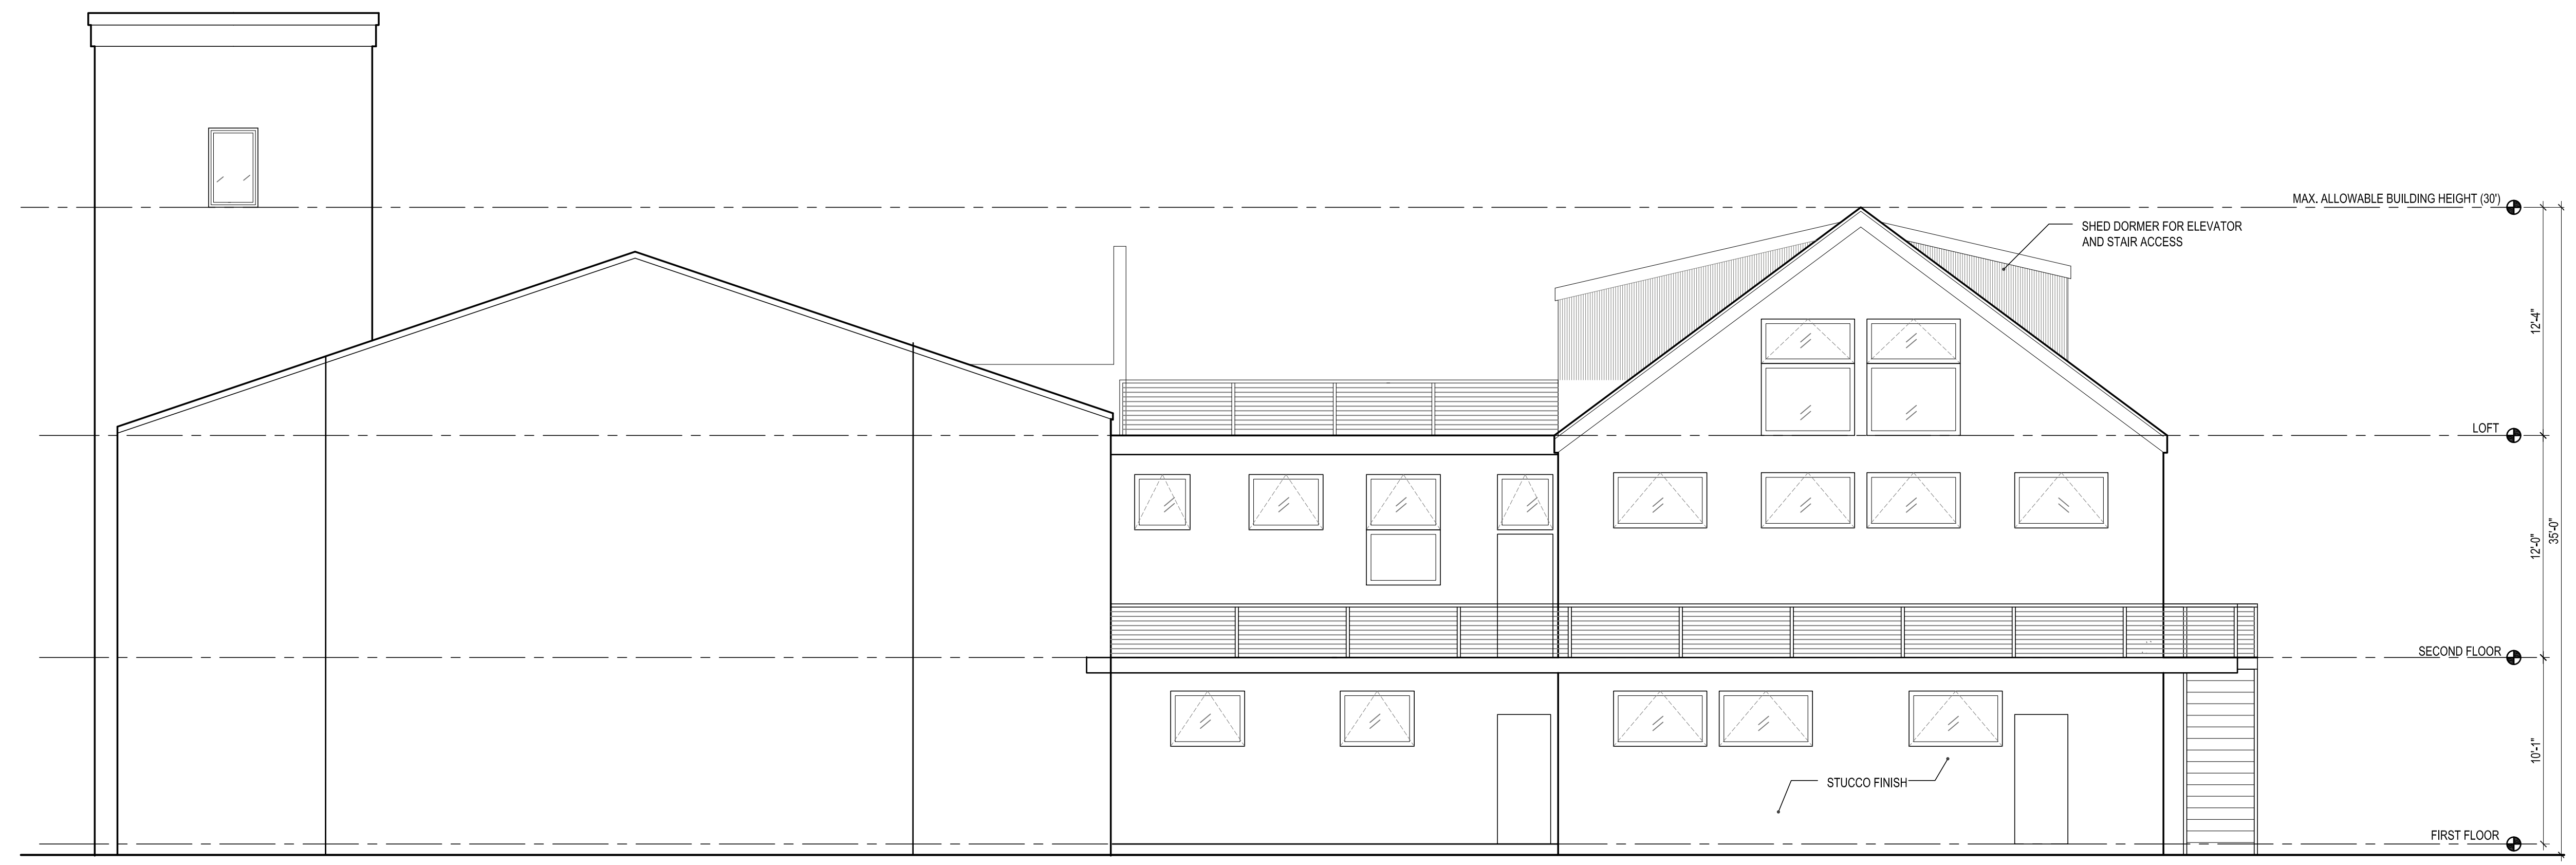 MAX. ALLOWABLE BUILDING HEIGHT (30')
SHED DORMER FOR ELEVATOR
AND STAIR ACCESS
12'-4"
LOFT
12'-0"
35'-0"
SECOND FLOOR
10'-1"
STUCCO FINISH
FIRST FLOOR